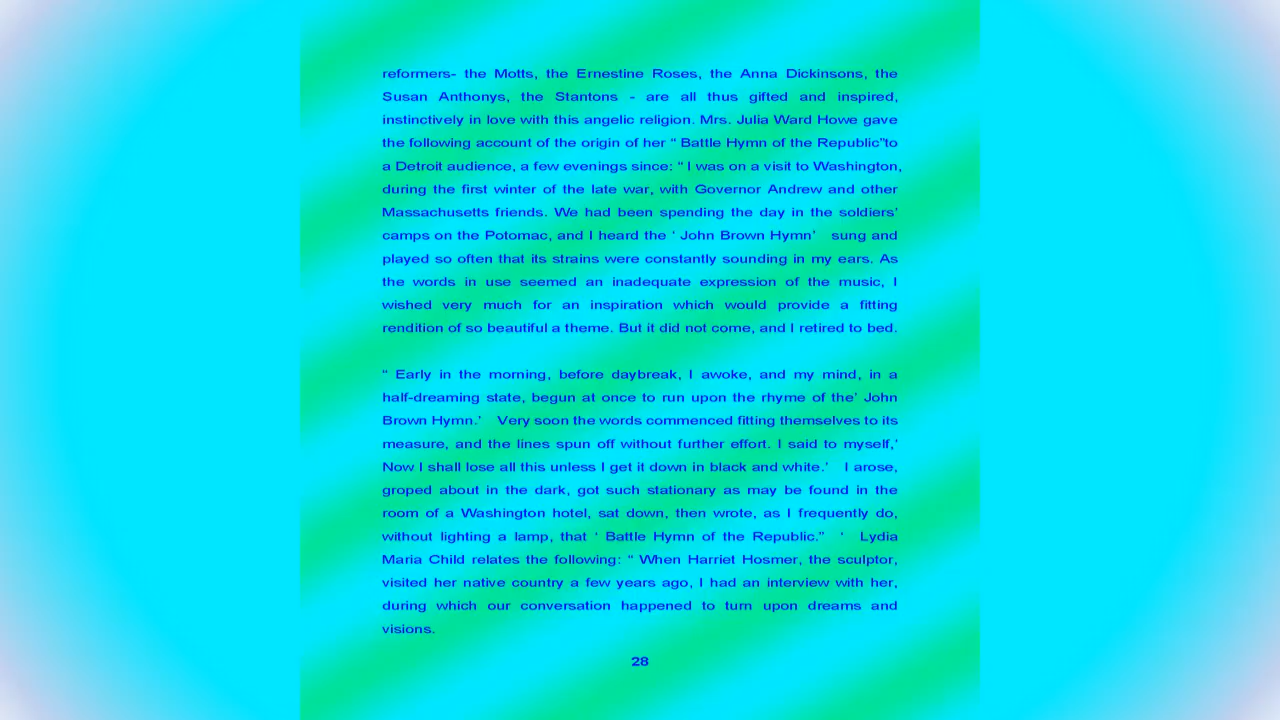 reformers- the Motts, the Ernestine Roses, the Anna Dickinsons, the
Susan Anthonys, the Stantons - are all thus gifted and inspired,
instinctively in love with this angelic religion. Mrs. Julia Ward Howe gave
the following account of the origin of her “ Battle Hymn of the Republic”to
a Detroit audience, a few evenings since: “ I was on a visit to Washington,
during the first winter of the late war, with Governor Andrew and other
Massachusetts friends. We had been spending the day in the soldiers’
camps on the Potomac, and I heard the ‘ John Brown Hymn’ sung and
played so often that its strains were constantly sounding in my ears. As
the words in use seemed an inadequate expression of the music, I
wished very much for an inspiration which would provide a fitting
rendition of so beautiful a theme. But it did not come, and I retired to bed.
“ Early in the morning, before daybreak, I awoke, and my mind, in a
half-dreaming state, begun at once to run upon the rhyme of the’ John
Brown Hymn.’ Very soon the words commenced fitting themselves to its
measure, and the lines spun off without further effort. I said to myself,’
Now I shall lose all this unless I get it down in black and white.’ I arose,
groped about in the dark, got such stationary as may be found in the
room of a Washington hotel, sat down, then wrote, as I frequently do,
without lighting a lamp, that ‘ Battle Hymn of the Republic.” ‘ Lydia
Maria Child relates the following: “ When Harriet Hosmer, the sculptor,
visited her native country a few years ago, I had an interview with her,
during which our conversation happened to turn upon dreams and
visions.
28